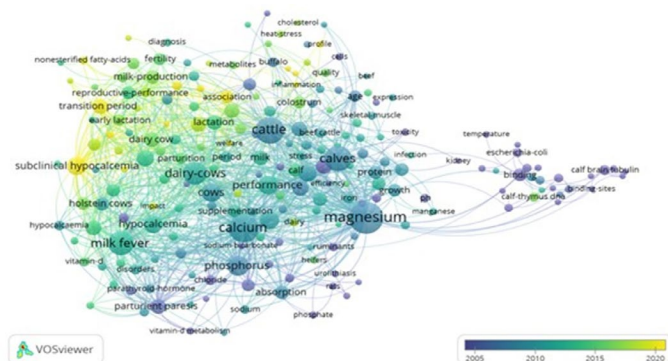 cholesterol
heat-stress
diagnosis
profile
nonesterified fatty-acids
fertility
metabolites
buffalo
cells
milk-production
quality
beef
inflammation
reproductive-performance
association
age
expression
transition period
colostrum
skeletal-muscle
early lactation
lactation
cattle
beef cattle
toxicity
temperature
dairy cow
welfare
parturition
period
milk
stress
calves
infection
escherichia-coli
subclinical hypocalcemia
kidney
dairy-cows
calf
protein
binding
calf brain tubulin
cows
performance
efficiency
growth
binding-sites
holstein cows
impact
supplementation
iron
ph
calf-thymus dna
hypocalcaemia
hypocalcemia
calcium
dairy
magnesium
manganese
milk fever
sodium-bicarbonate
ruminants
vitamin-d
disorders
phosphorus
heifers
chloride
urolithiasis
parathyroid-hormone
absorption
rats
parturient paresis
sodium
phosphate
vitamin-d metabolism
VOSviewer
2005 2010 2015 2020